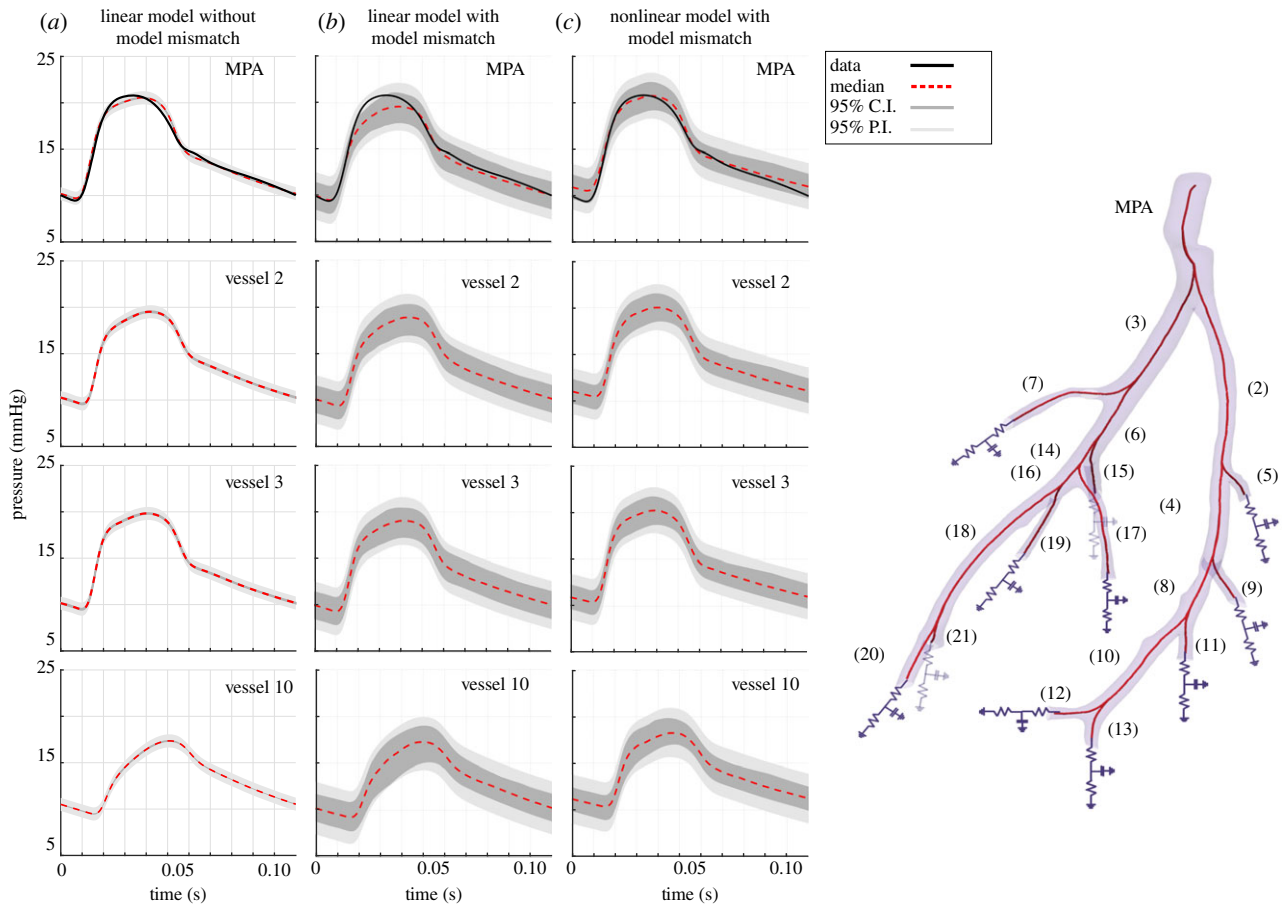 (a) linear model without
model mismatch
(b) linear model with
model mismatch
(c) nonlinear model with
model mismatch
MPA
MPA
MPA
25
15
5
vessel 2
vessel 2
vessel 2
25
15
5
vessel 3
vessel 3
vessel 3
25
15
5
vessel 10
vessel 10
vessel 10
25
15
5
pressure (mmHg)
0 0.05 0.10
0.05 0.10
0.05 0.10
time (s)
time (s)
time (s)
data
median
95% C.I.
95% P.I.
MPA
(3)
(7)
(2)
(6)
(14)
(16)
(15)
(5)
(4)
(18)
(17)
(19)
(8)
(9)
(21)
(20)
(11)
(10)
(12)
(13)